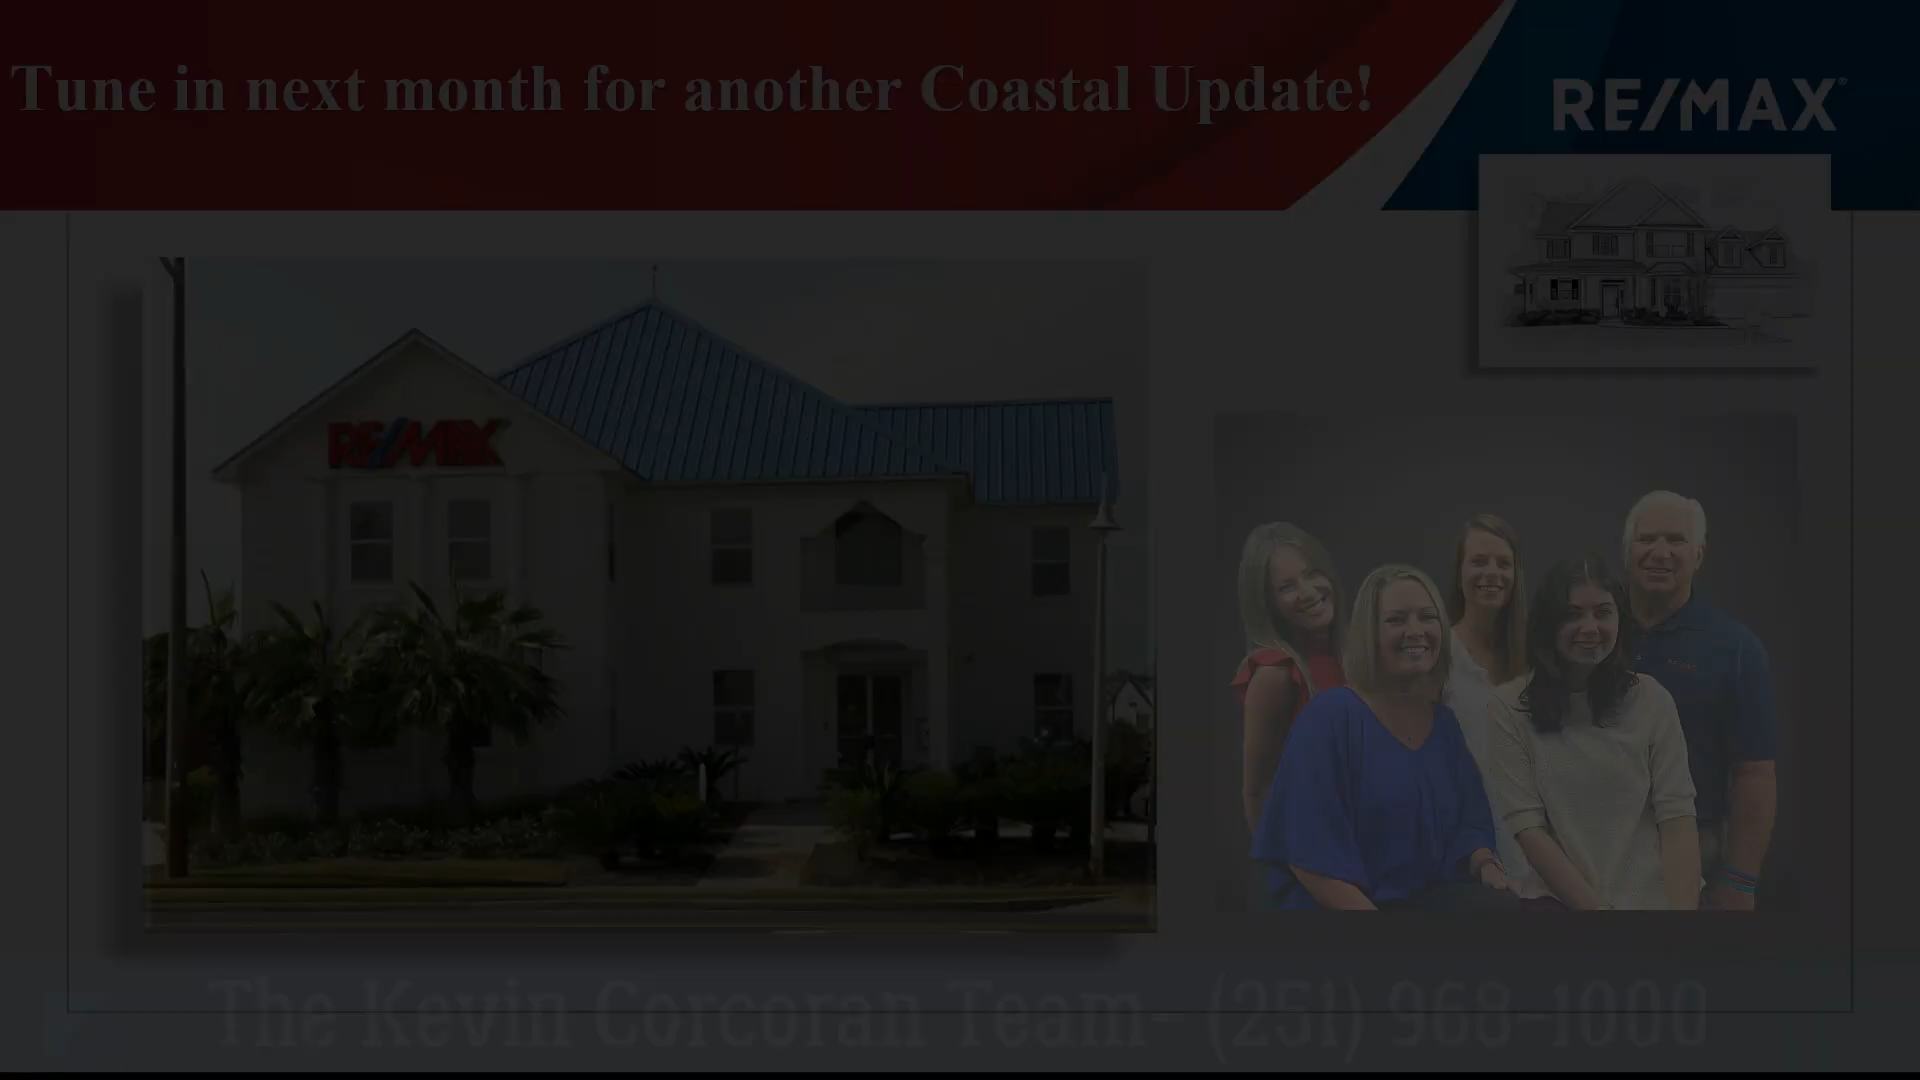 Tune in next month for another Coastal Update!
RE/MAX
RE/MAX
The Kevin Corcoran Team- (251) 968-1000